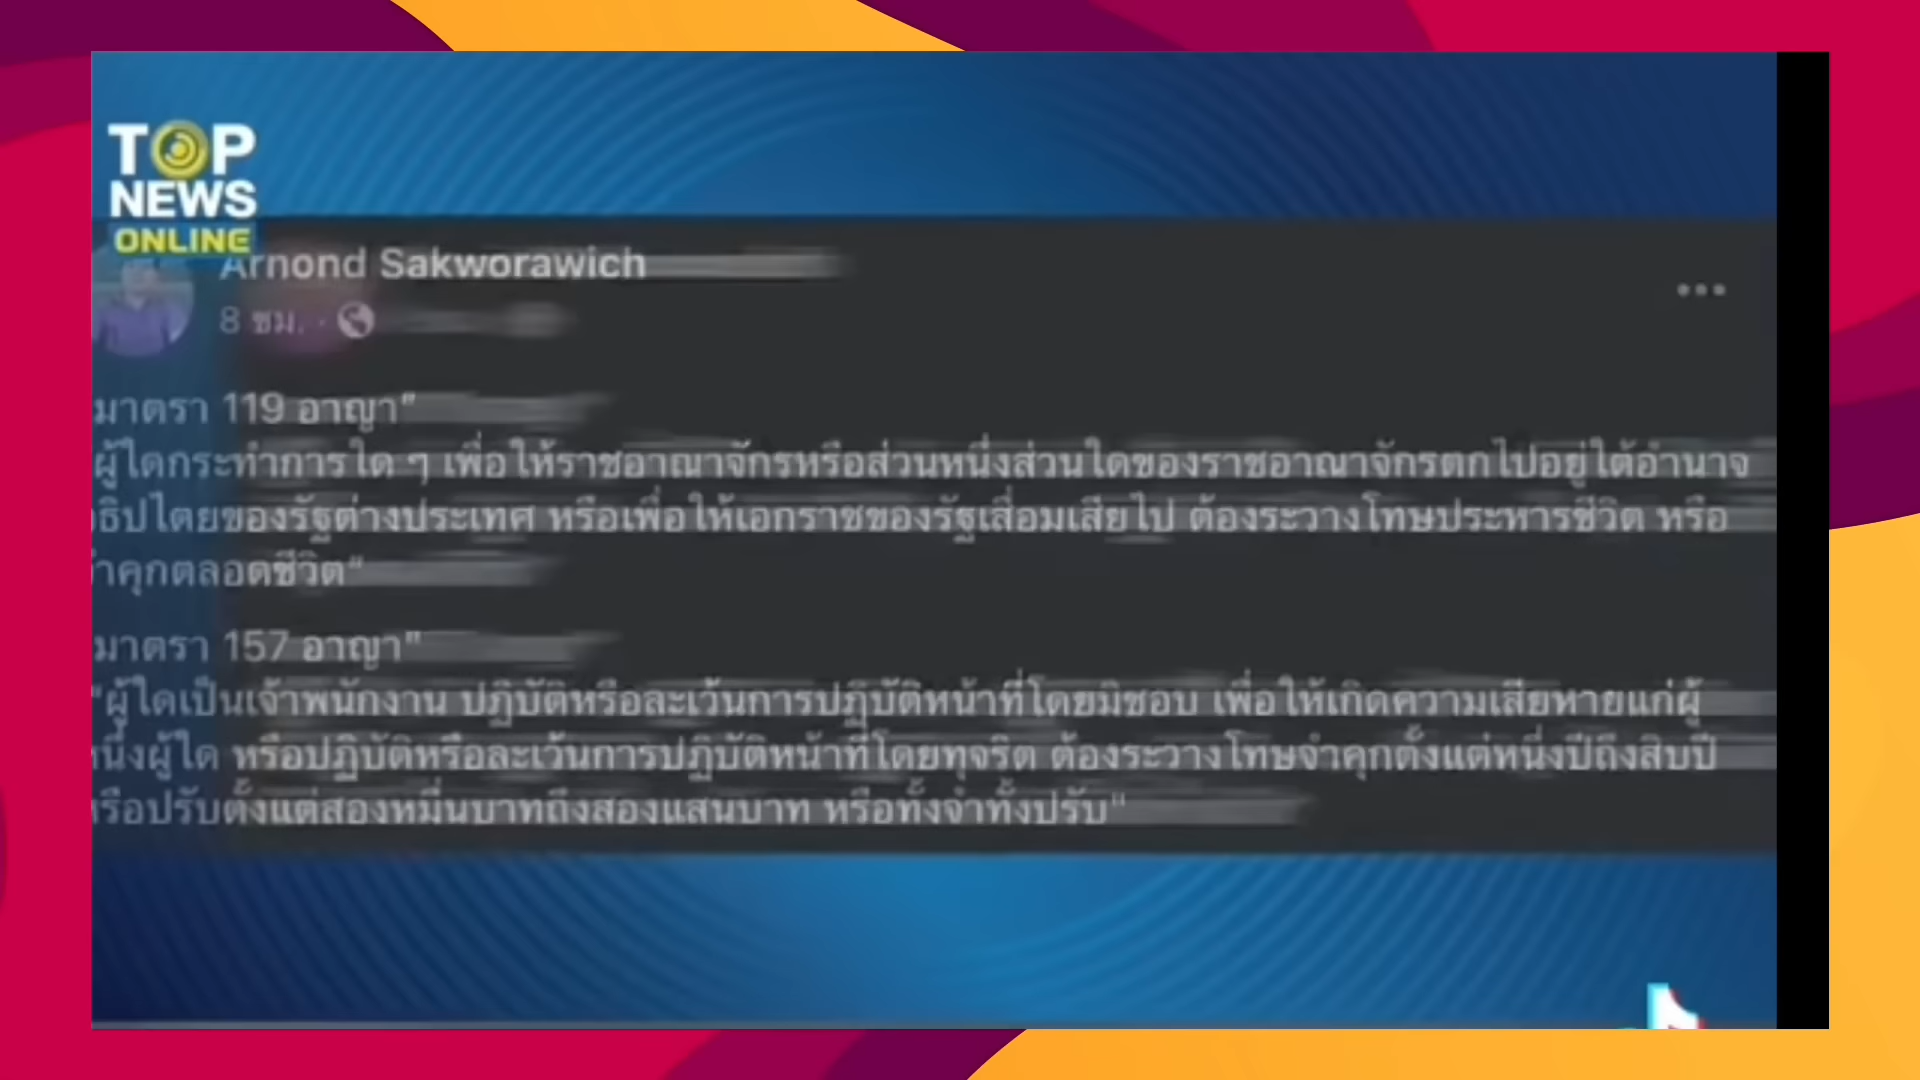 TOP
NEWS
ONLINE
Arnond Sakworawich
8 ชม. ·
มาตรา 119 อาญา"
ผู้ใดกระทำการใด ๆ เพื่อให้ราชอาณาจักรหรือส่วนหนึ่งส่วนใดของราชอาณาจักรตกไปอยู่ใต้อำนาจ
อธิปไตยของรัฐต่างประเทศ หรือเพื่อให้เอกราชของรัฐเสื่อมเสียไป ต้องระวางโทษประหารชีวิต หรือ
จำคุกตลอดชีวิต"
มาตรา 157 อาญา"
"ผู้ใดเป็นเจ้าพนักงาน ปฏิบัติหรือละเว้นการปฏิบัติหน้าที่โดยมิชอบ เพื่อให้เกิดความเสียหายแก่ผู้
หนึ่งผู้ใด หรือปฏิบัติหรือละเว้นการปฏิบัติหน้าที่โดยทุจริต ต้องระวางโทษจำคุกตั้งแต่หนึ่งปีถึงสิบปี
หรือปรับตั้งแต่สองหมื่นบาทถึงสองแสนบาท หรือทั้งจำทั้งปรับ"